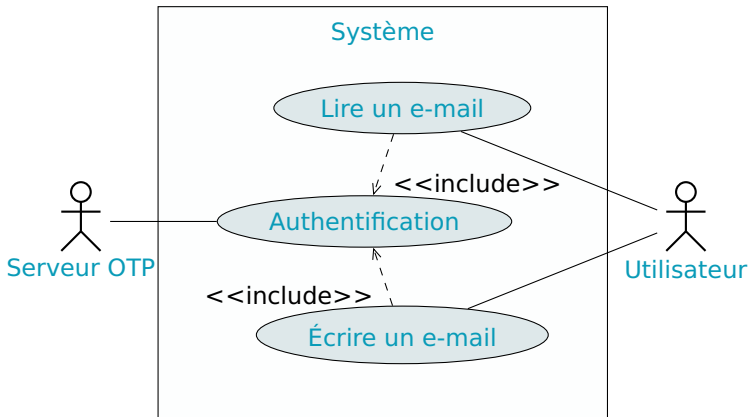 Système
Lire un e-mail
<<include>>
Authentification
Serveur OTP
Utilisateur
<<include>>
Écrire un e-mail